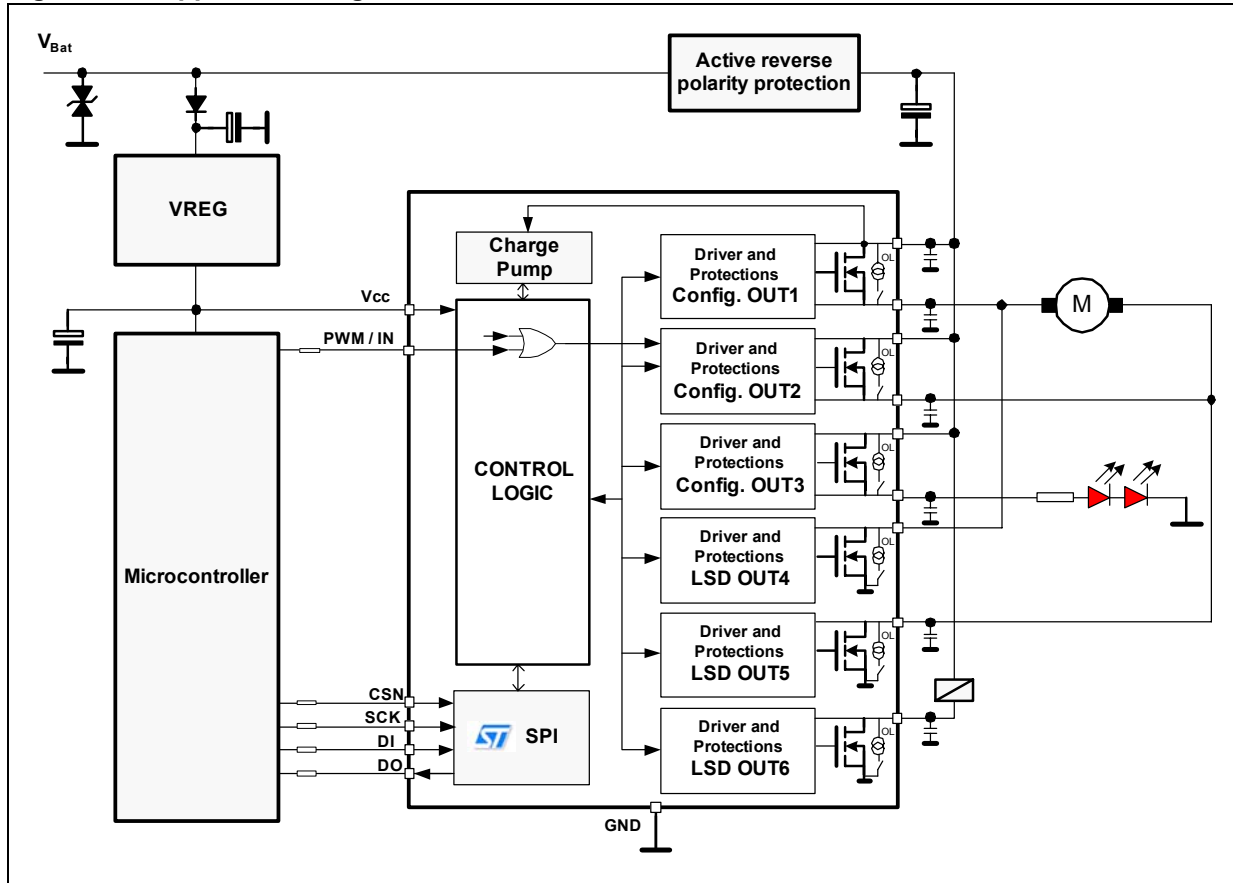 V Bat
Active reverse
polarity protection
VREG
Charge
Pump
Vcc
PWM / IN
CONTROL
LOGIC
Microcontroller
CSN
SCK
DI
DO
ST
SPI
GND
Driver and
Protections
Config. OUT1
OL
Driver and
Protections
Config. OUT2
OL
Driver and
Protections
Config. OUT3
OL
Driver and
Protections
LSD OUT4
OL
Driver and
Protections
LSD OUT5
OL
Driver and
Protections
LSD OUT6
OL
M